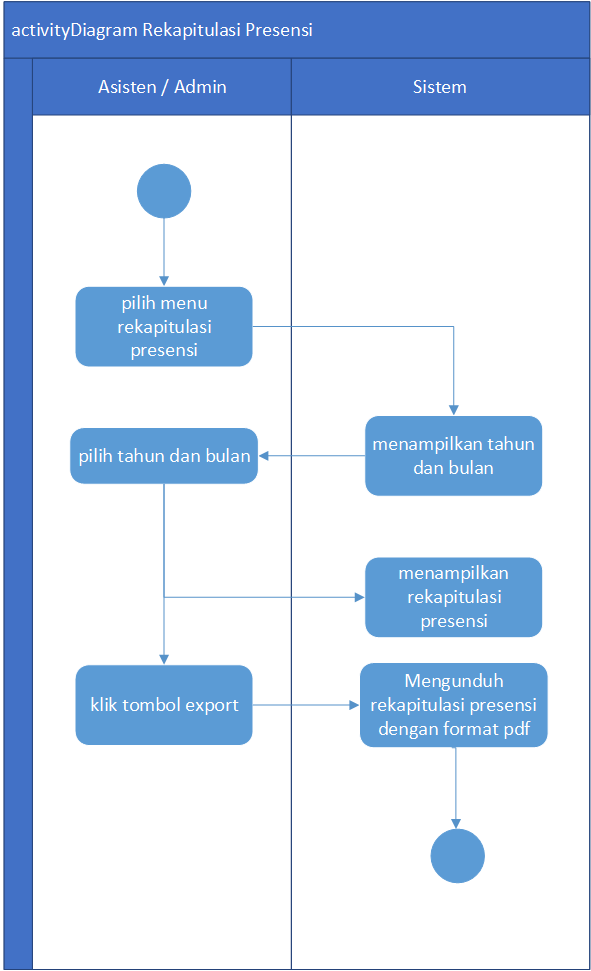 activityDiagram Rekapitulasi Presensi
Asisten / Admin
Sistem
pilih menu
rekapitulasi
presensi
menampilkan tahun
dan bulan
pilih tahun dan bulan
menampilkan
rekapitulasi
presensi
klik tombol export
Mengunduh
rekapitulasi presensi
dengan format pdf